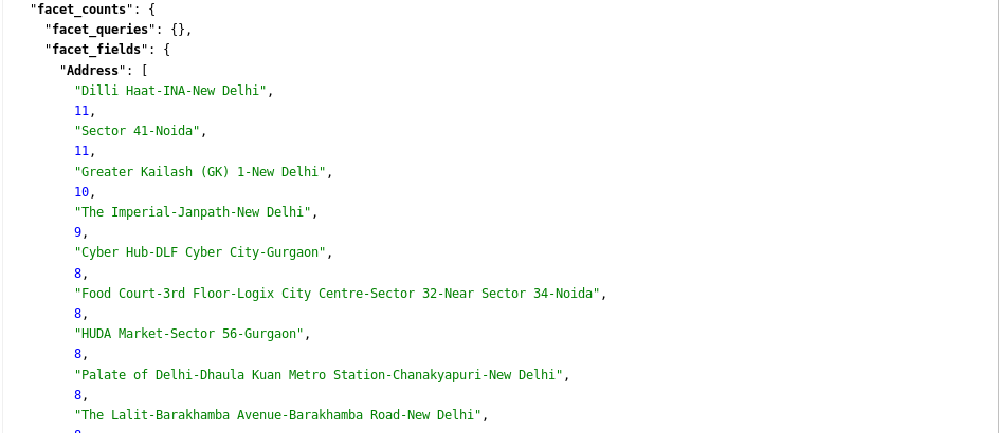 "facet_counts": {
"facet_queries": {},
"facet_fields": {
"Address": [
"Dilli Haat-INA-New Delhi",
11,
"Sector 41-Noida",
11,
"Greater Kailash (GK) 1-New Delhi",
10,
"The Imperial-Janpath-New Delhi",
9,
"Cyber Hub-DLF Cyber City-Gurgaon",
8,
"Food Court-3rd Floor-Logix City Centre-Sector 32-Near Sector 34-Noida",
8,
"HUDA Market-Sector 56-Gurgaon",
8,
"Palate of Delhi-Dhaula Kuan Metro Station-Chanakyapuri-New Delhi",
8,
"The Lalit-Barakhamba Avenue-Barakhamba Road-New Delhi",